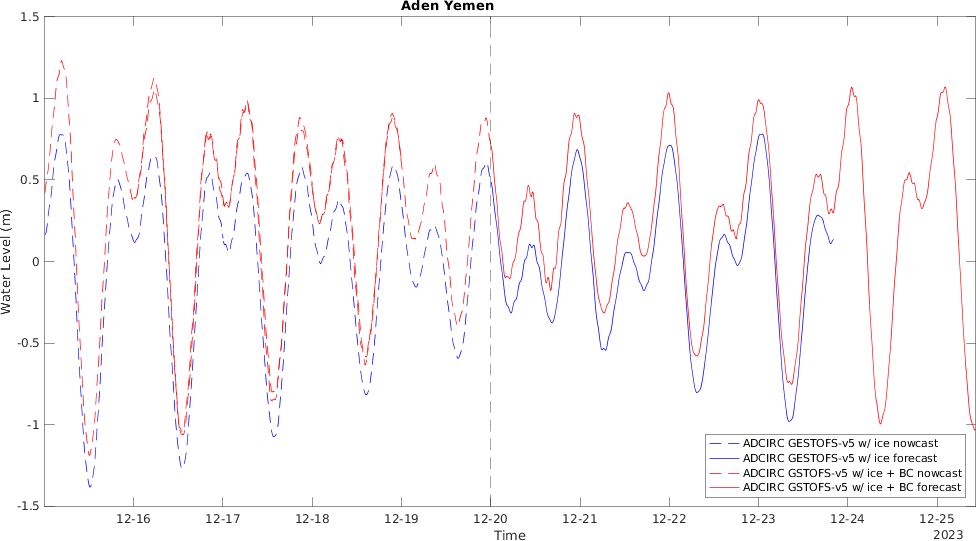 Aden Yemen
1.5
1
0.5
0
-0.5
-1
-1.5
Water Level (m)
12-16
12-17
12-18
12-19
12-20
12-21
12-22
12-23
12-24
12-25
Time
2023
ADCIRC GESTOFS-v5 w/ ice nowcast
ADCIRC GESTOFS-v5 w/ ice forecast
ADCIRC GSTOFS-v5 w/ ice + BC nowcast
ADCIRC GSTOFS-v5 w/ ice + BC forecast